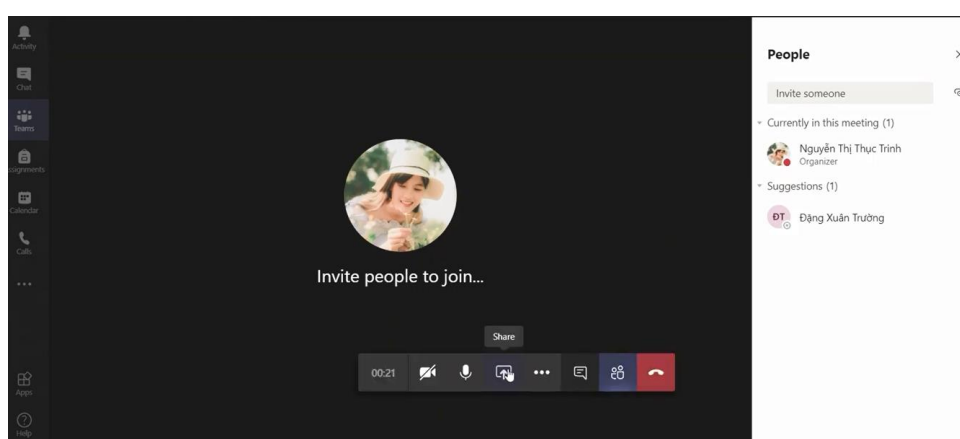 Activity
Chat
Teams
Assignments
Calendar
Calls
Apps
Help
Invite people to join...
Share
00:21
People
Invite someone
Currently in this meeting (1)
Nguyễn Thị Thục Trinh
Organizer
Suggestions (1)
ĐT
Đặng Xuân Trường